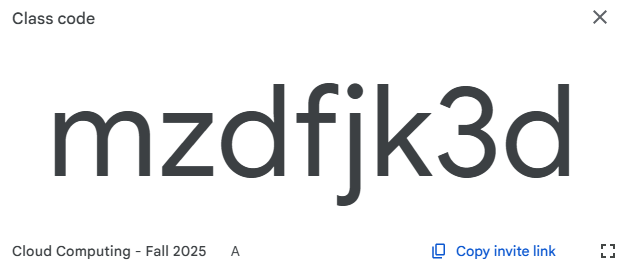 Class code
mzdfjk3d
Cloud Computing - Fall 2025 A Copy invite link